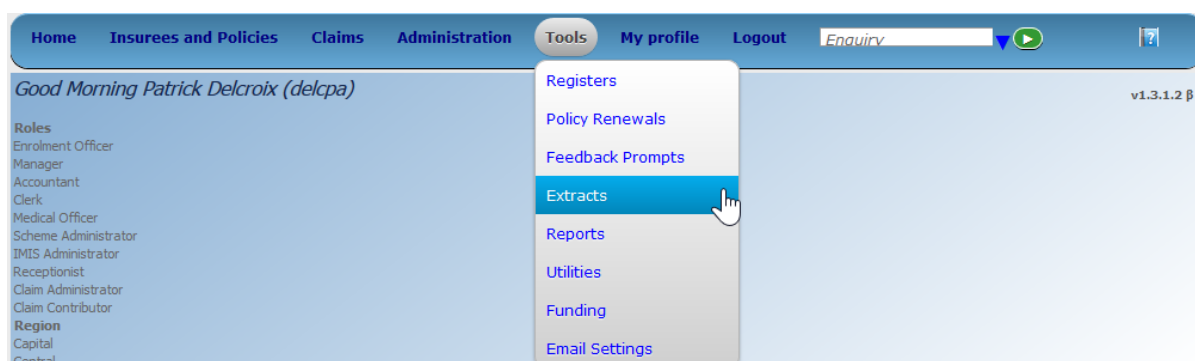 Home Insurees and Policies Claims Administration Tools My profile Logout Enquiry
Good Morning Patrick Delcroix (delcpa)
v1.3.1.2 β
Roles
Enrolment Officer
Manager
Accountant
Clerk
Medical Officer
Scheme Administrator
IMIS Administrator
Receptionist
Claim Administrator
Claim Contributor
Region
Capital
Central
Registers
Policy Renewals
Feedback Prompts
Extracts
Reports
Utilities
Funding
Email Settings